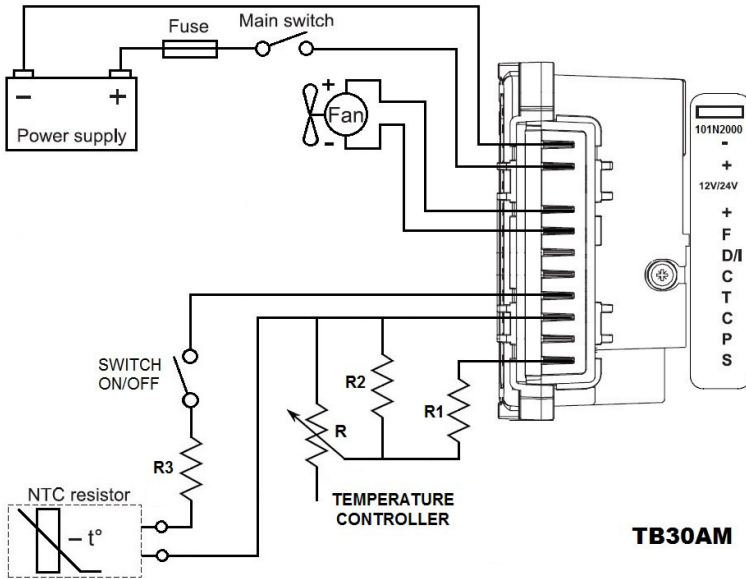 Fuse
Main switch
−
+
Power supply
+
Fan
-
101N2000
-
+
12V/24V
+
F
D/I
C
T
C
P
S
SWITCH
ON/OFF
R2
R1
R
R3
NTC resistor
– t°
TEMPERATURE
CONTROLLER
TB30AM